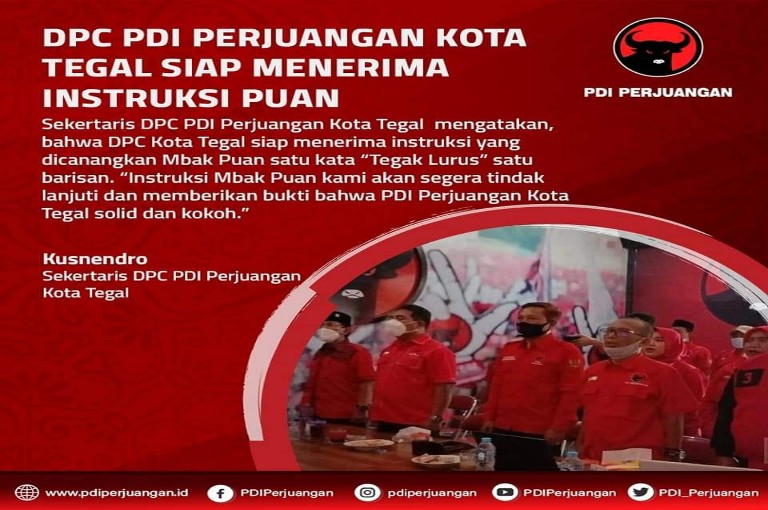 DPC PDI PERJUANGAN KOTA
TEGAL SIAP MENERIMA
INSTRUKSI PUAN
PDI PERJUANGAN
Sekertaris DPC PDI Perjuangan Kota Tegal mengatakan,
bahwa DPC Kota Tegal siap menerima instruksi yang
dicanangkan Mbak Puan satu kata “Tegak Lurus” satu
barisan. “Instruksi Mbak Puan kami akan segera tindak
lanjuti dan memberikan bukti bahwa PDI Perjuangan Kota
Tegal solid dan kokoh.”
Kusnendro
Sekertaris DPC PDI Perjuangan
Kota Tegal
www.pdiperjuangan.id
PDIPerjuangan
pdiperjuangan
PDIPerjuangan
PDI_Perjuangan